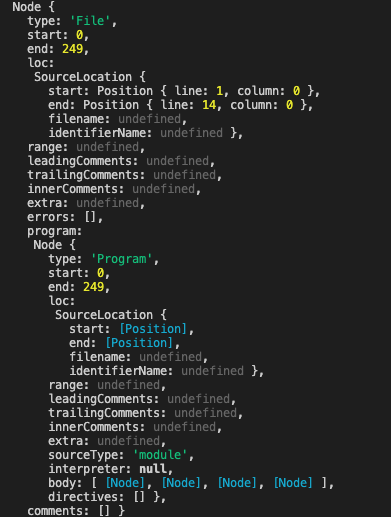 Node {
  type: 'File',
  start: 0,
  end: 249,
  loc:
   SourceLocation {
     start: Position { line: 1, column: 0 },
     end: Position { line: 14, column: 0 },
     filename: undefined,
     identifierName: undefined },
  range: undefined,
  leadingComments: undefined,
  trailingComments: undefined,
  innerComments: undefined,
  extra: undefined,
  errors: [],
  program:
   Node {
     type: 'Program',
     start: 0,
     end: 249,
     loc:
      SourceLocation {
        start: [Position],
        end: [Position],
        filename: undefined,
        identifierName: undefined },
     range: undefined,
     leadingComments: undefined,
     trailingComments: undefined,
     innerComments: undefined,
     extra: undefined,
     sourceType: 'module',
     interpreter: null,
     body: [ [Node], [Node], [Node], [Node] ],
     directives: [] },
  comments: [] }